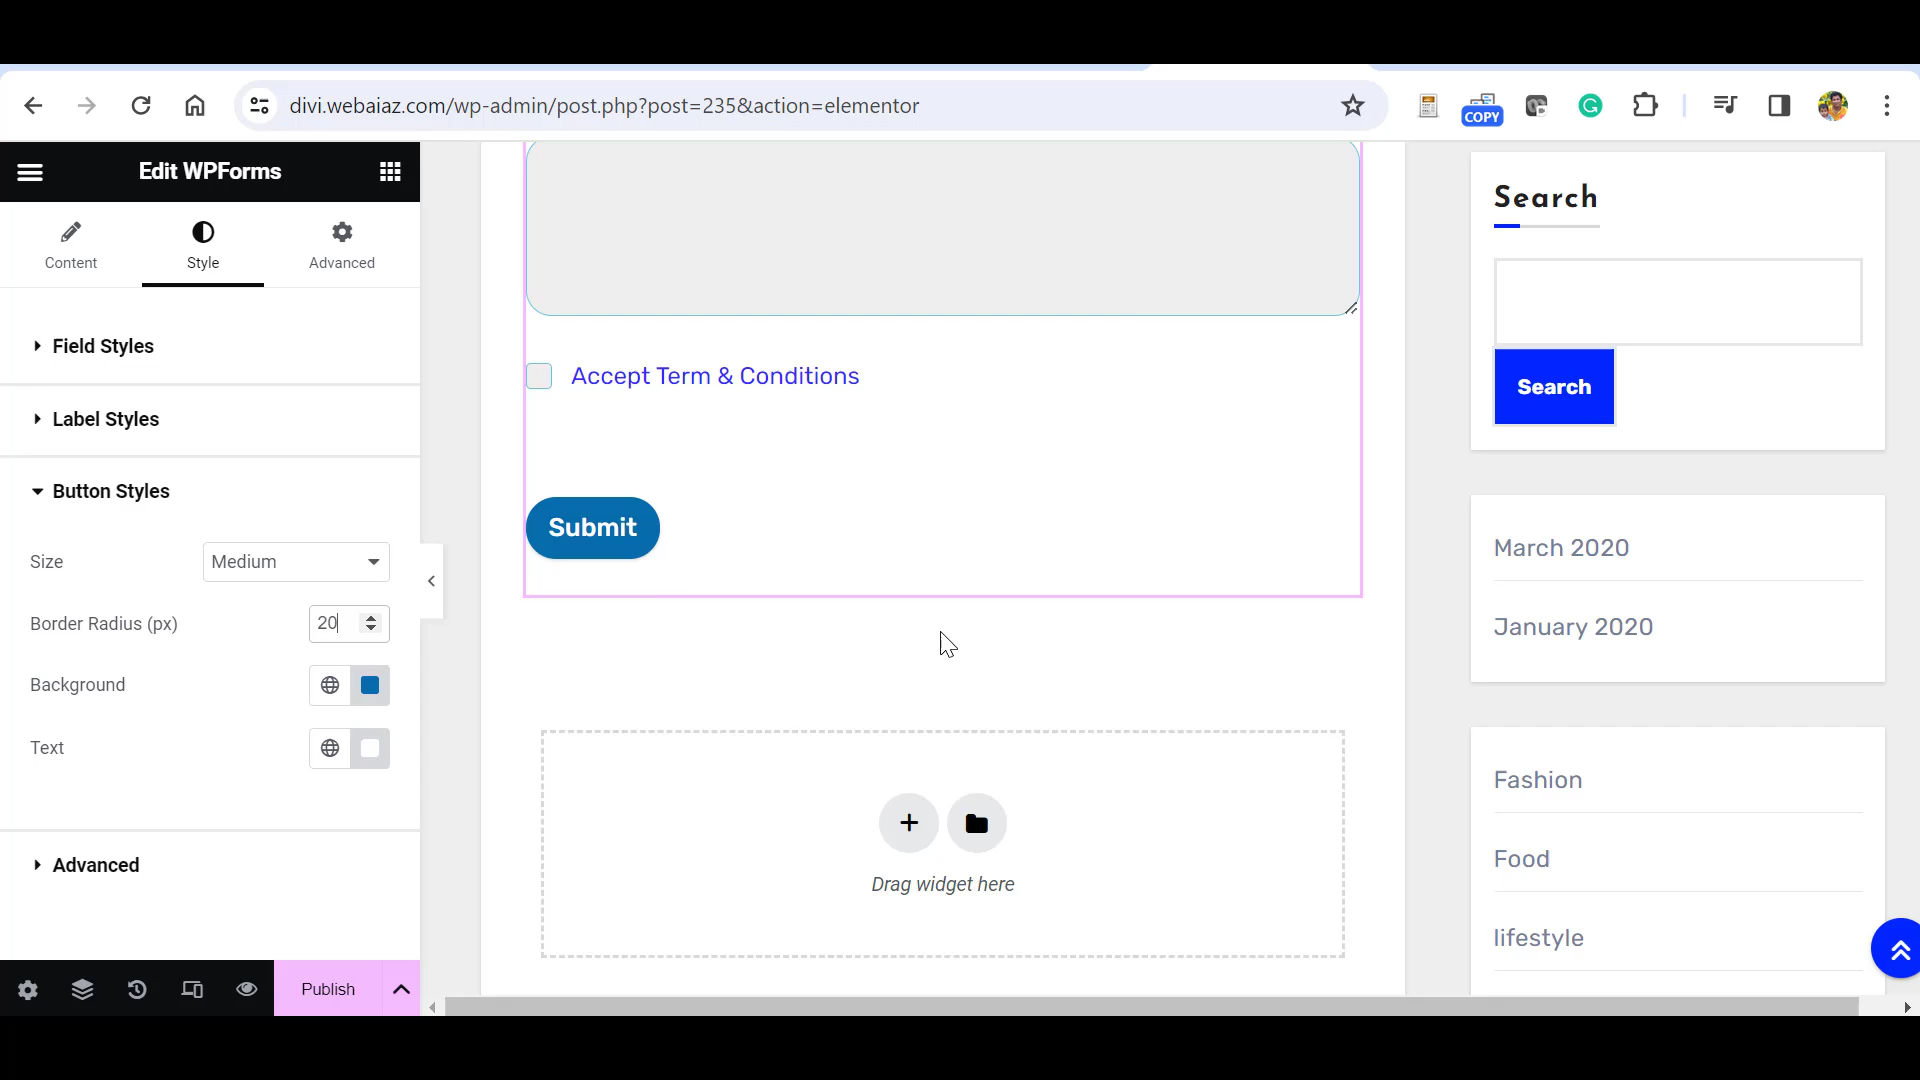 divi.webaiaz.com/wp-admin/post.php?post=235&action=elementor
COPY
Edit WPForms
Content
Style
Advanced
Field Styles
Label Styles
Button Styles
Size
Medium
Border Radius (px)
20
Background
Text
Advanced
Publish
Accept Term & Conditions
Submit
Drag widget here
Search
Search
March 2020
January 2020
Fashion
Food
lifestyle